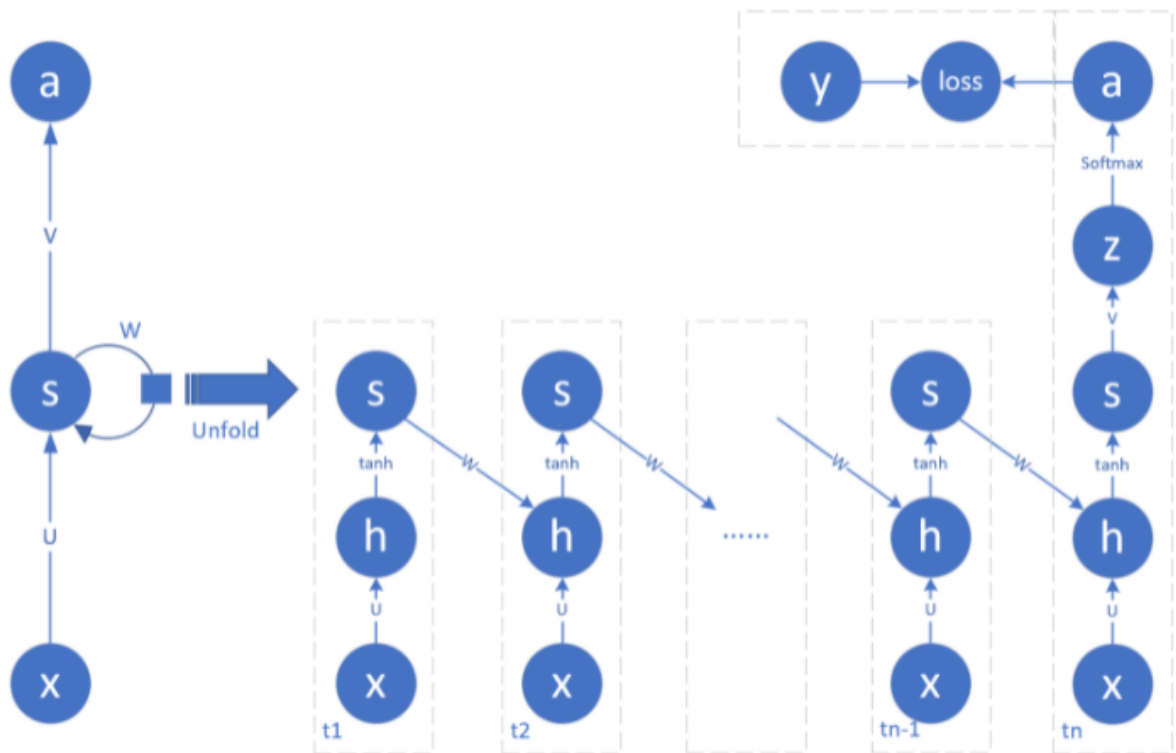 a
y
loss
a
Softmax
V
z
W
V
s
Unfold
s
s
s
s
tanh
W
tanh
W
W
tanh
W
tanh
U
h
h
......
h
h
U
U
U
U
x
x
x
x
x
t1
t2
tn-1
tn